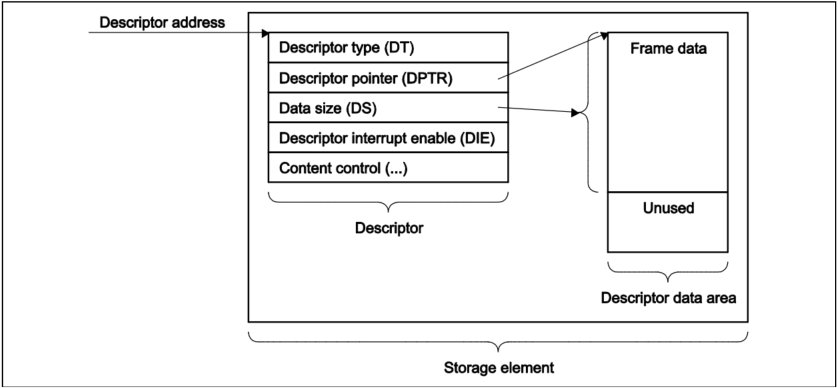 Descriptor address
Descriptor type (DT)
Frame data
Descriptor pointer (DPTR)
Data size (DS)
Descriptor interrupt enable (DIE)
Content control (...)
Unused
Descriptor
Descriptor data area
Storage element